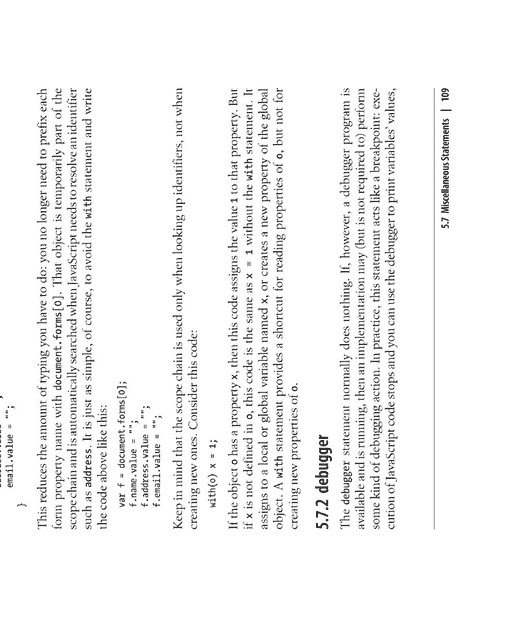 email.value = "";
}
This reduces the amount of typing you have to do: you no longer need to prefix each
form property name with document.forms[0]. That object is temporarily part of the
scope chain and is automatically searched when JavaScript needs to resolve an identifier
such as address. It is just as simple, of course, to avoid the with statement and write
the code above like this:
var f = document.forms[0];
f.name.value = "";
f.address.value = "";
f.email.value = "";
Keep in mind that the scope chain is used only when looking up identifiers, not when
creating new ones. Consider this code:
with(o) x = 1;
If the object o has a property x, then this code assigns the value 1 to that property. But
if x is not defined in o, this code is the same as x = 1 without the with statement. It
assigns to a local or global variable named x, or creates a new property of the global
object. A with statement provides a shortcut for reading properties of o, but not for
creating new properties of o.
5.7.2 debugger
The debugger statement normally does nothing. If, however, a debugger program is
available and is running, then an implementation may (but is not required to) perform
some kind of debugging action. In practice, this statement acts like a breakpoint: exe-
cution of JavaScript code stops and you can use the debugger to print variables' values,
5.7 Miscellaneous Statements | 109